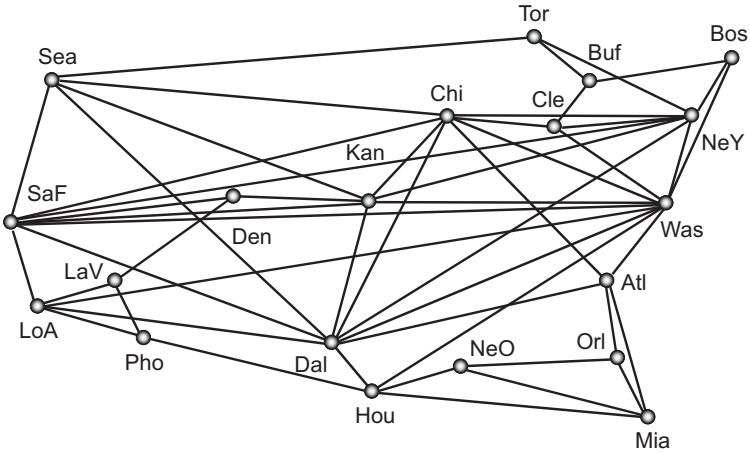 Tor
Bos
Sea
Buf
Chi
Cle
NeY
Kan
SaF
Den
Was
LaV
Atl
LoA
Pho
Dal
NeO
Orl
Hou
Mia